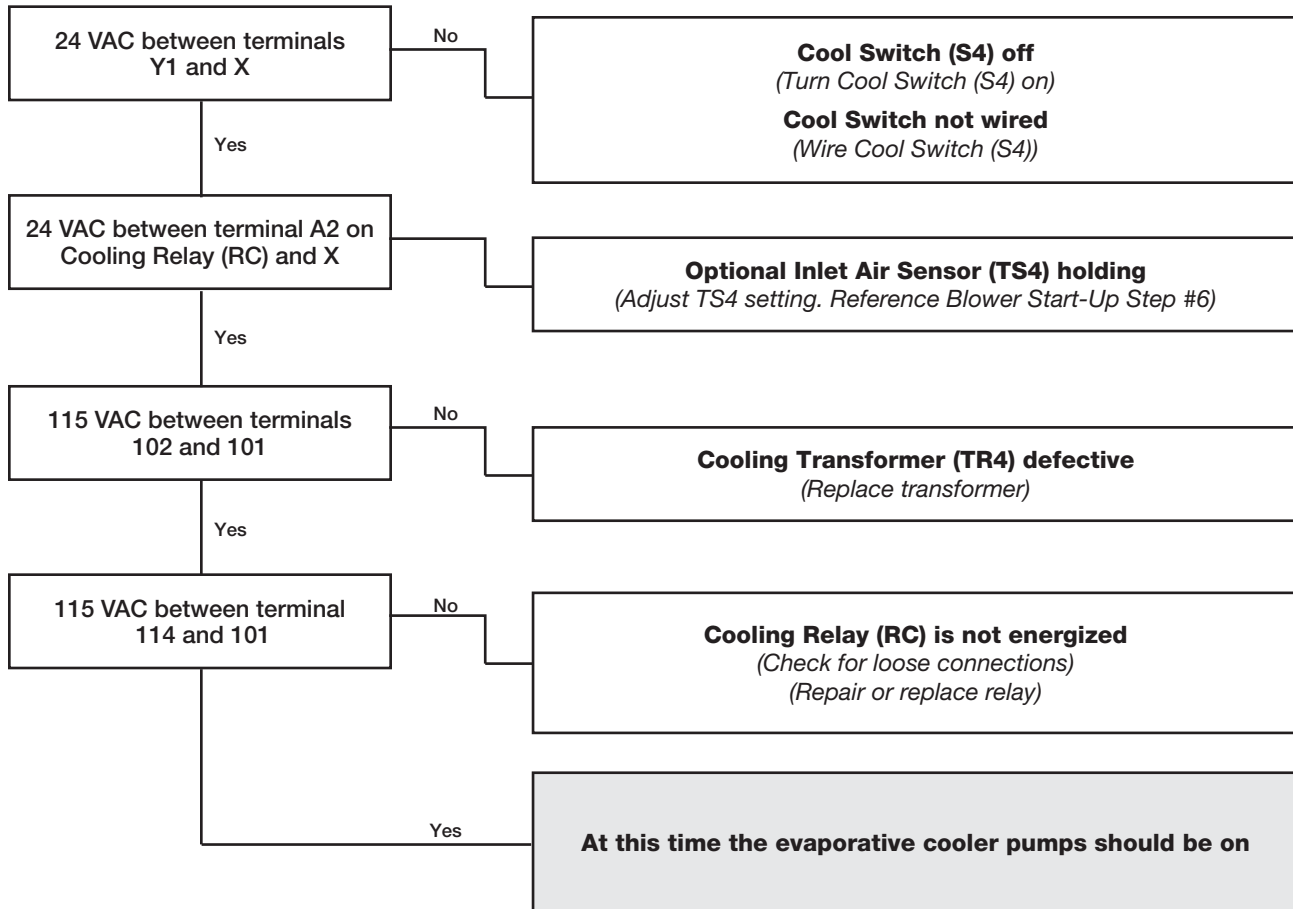 24 VAC between terminals
Y1 and X
No
Cool Switch (S4) off
(Turn Cool Switch (S4) on)
Cool Switch not wired
(Wire Cool Switch (S4))
Yes
24 VAC between terminal A2 on
Cooling Relay (RC) and X
Optional Inlet Air Sensor (TS4) holding
(Adjust TS4 setting. Reference Blower Start-Up Step #6)
Yes
115 VAC between terminals
102 and 101
No
Cooling Transformer (TR4) defective
(Replace transformer)
Yes
115 VAC between terminal
114 and 101
No
Cooling Relay (RC) is not energized
(Check for loose connections)
(Repair or replace relay)
Yes
At this time the evaporative cooler pumps should be on